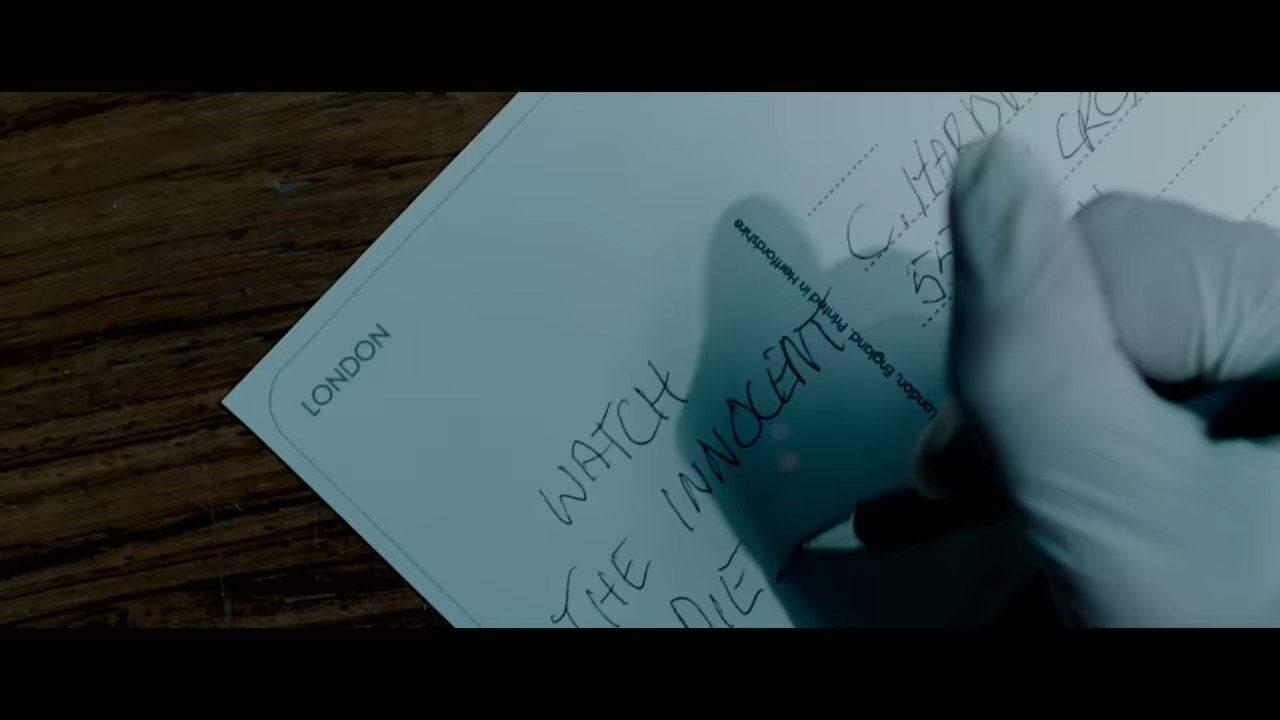 LONDON
WATCH
THE INNOCENT
DIE
London, England. Printed in Hertfordshire